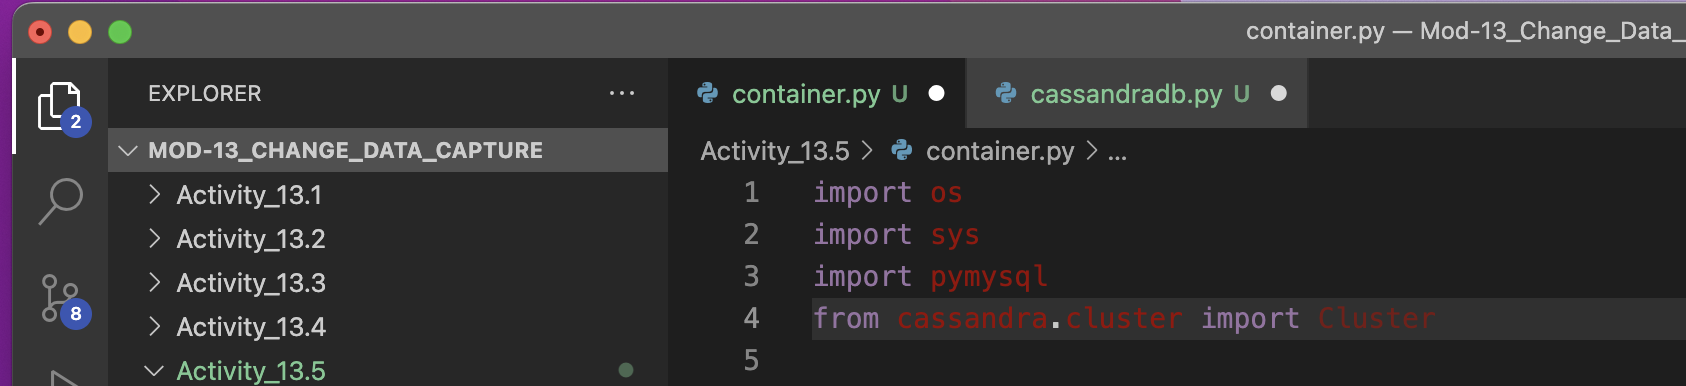 container.py — Mod-13_Change_Data_
EXPLORER ...
2
MOD-13_CHANGE_DATA_CAPTURE
Activity_13.1
Activity_13.2
Activity_13.3
Activity_13.4
Activity_13.5
8
container.py U
cassandradb.py U
Activity_13.5 > container.py > ...
1 import os
2 import sys
3 import pymysql
4 from cassandra.cluster import Cluster
5